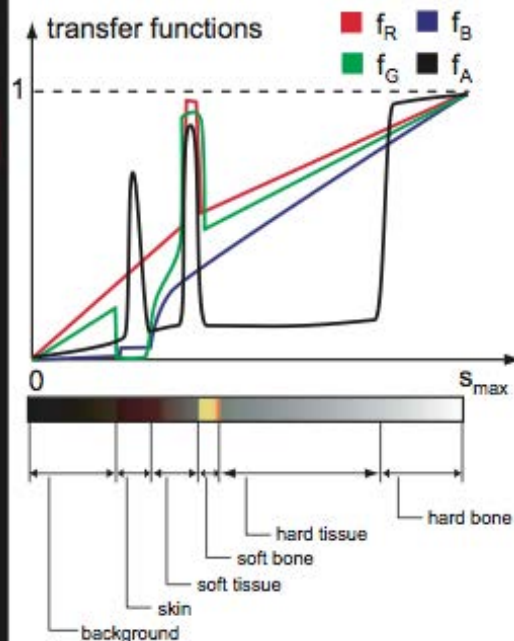 transfer functions
f_R f_B
f_G f_A
1
0 s_max
hard bone
hard tissue
soft bone
soft tissue
skin
background